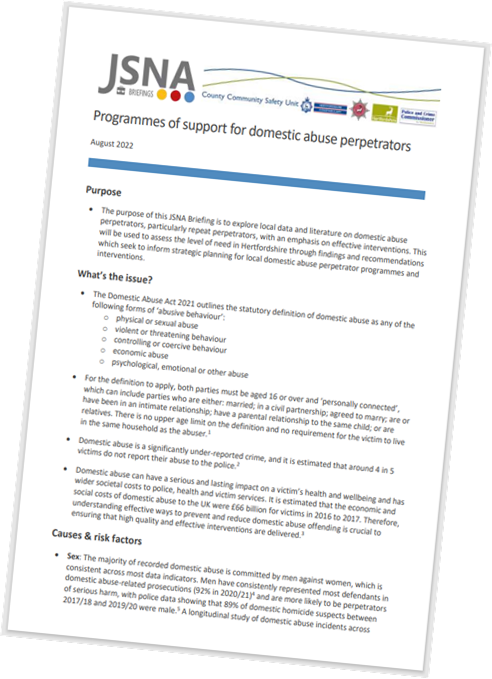 JSNA
BRIEFINGS
County Community Safety Unit
Police and Crime
Commissioner
Programmes of support for domestic abuse perpetrators
August 2022
Purpose
• The purpose of this JSNA Briefing is to explore local data and literature on domestic abuse
perpetrators, particularly repeat perpetrators, with an emphasis on effective interventions. This
will be used to assess the level of need in Hertfordshire through findings and recommendations
which seek to inform strategic planning for local domestic abuse perpetrator programmes and
interventions.
What's the issue?
• The Domestic Abuse Act 2021 outlines the statutory definition of domestic abuse as any of the
following forms of 'abusive behaviour':
o physical or sexual abuse
o violent or threatening behaviour
o controlling or coercive behaviour
o economic abuse
o psychological, emotional or other abuse
• For the definition to apply, both parties must be aged 16 or over and 'personally connected',
which can include parties who are either: married; in a civil partnership; agreed to marry; are or
have been in an intimate relationship; have a parental relationship to the same child; or are
relatives. There is no upper age limit on the definition and no requirement for the victim to live
in the same household as the abuser.¹
• Domestic abuse is a significantly under-reported crime, and it is estimated that around 4 in 5
victims do not report their abuse to the police.²
• Domestic abuse can have a serious and lasting impact on a victim's health and wellbeing and has
wider societal costs to police, health and victim services. It is estimated that the economic and
social costs of domestic abuse to the UK were £66 billion for victims in 2016 to 2017. Therefore,
understanding effective ways to prevent and reduce domestic abuse offending is crucial to
ensuring that high quality and effective interventions are delivered.³
Causes & risk factors
• Sex: The majority of recorded domestic abuse is committed by men against women, which is
consistent across most data indicators. Men have consistently represented most defendants in
domestic abuse-related prosecutions (92% in 2020/21)⁴ and are more likely to be perpetrators
of serious harm, with police data showing that 89% of domestic homicide suspects between
2017/18 and 2019/20 were male.³ A longitudinal study of domestic abuse incidents across